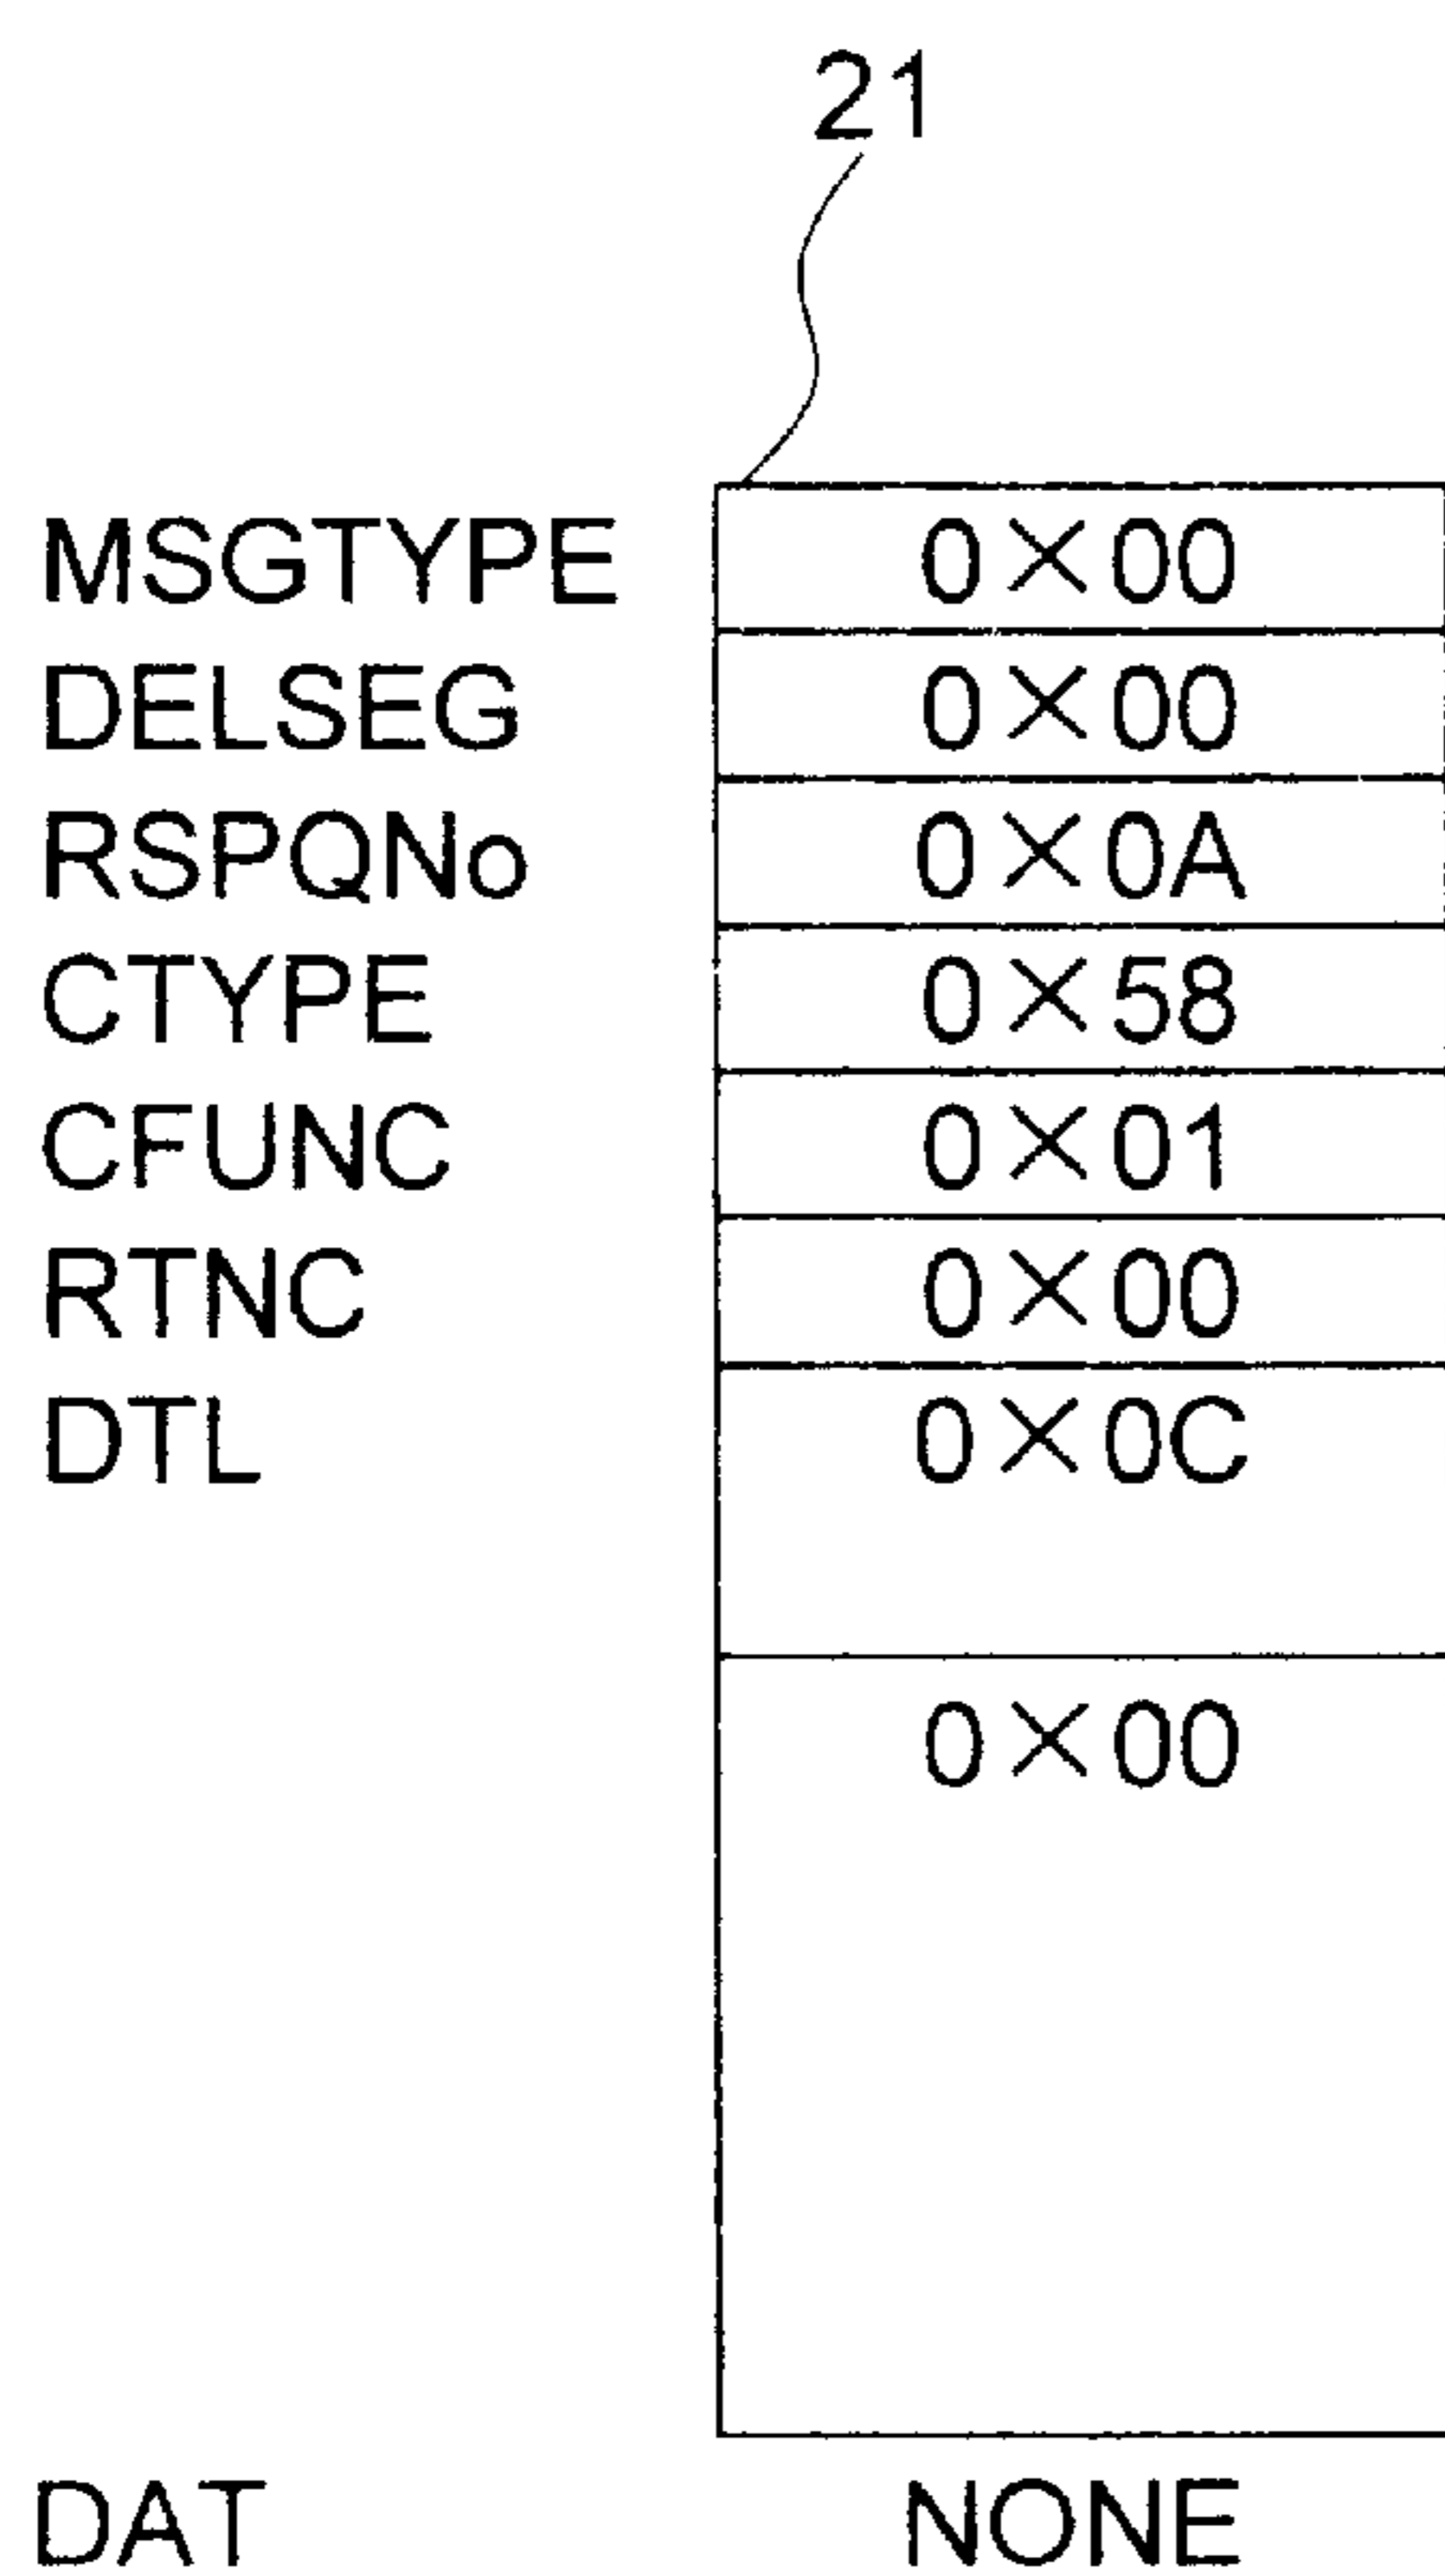 21
MSGTYPE 0×00
DELSEG 0×00
RSPQNo 0×0A
CTYPE 0×58
CFUNC 0×01
RTNC 0×00
DTL 0×0C
0×00
DAT NONE